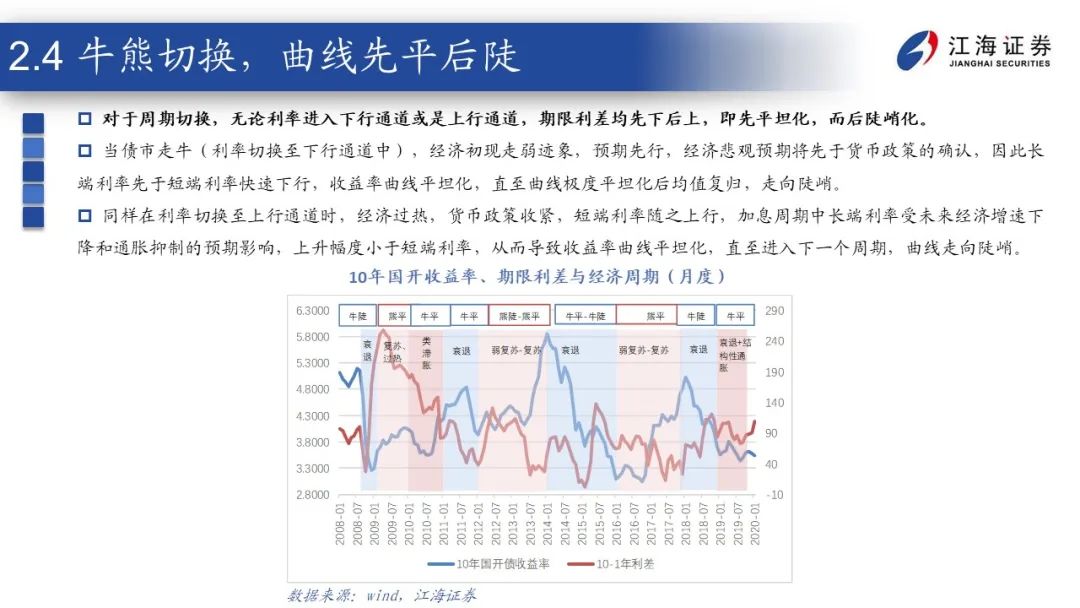 2.4 牛熊切换，曲线先平后陡
江海证券
JIANGHAI SECURITIES
对于周期切换，无论利率进入下行通道或是上行通道，期限利差均先下后上，即先平坦化，而后陡峭化。
当债市走牛（利率切换至下行通道中），经济初现走弱迹象，预期先行，经济悲观预期将先于货币政策的确认，因此长
端利率先于短端利率快速下行，收益率曲线平坦化，直至曲线极度平坦化后均值复归，走向陡峭。
同样在利率切换至上行通道时，经济过热，货币政策收紧，短端利率随之上行，加息周期中长端利率受未来经济增速下
降和通胀抑制的预期影响，上升幅度小于短端利率，从而导致收益率曲线平坦化，直至进入下一个周期，曲线走向陡峭。
10年国开收益率、期限利差与经济周期（月度）
6.3000 牛陡 熊平 牛平 牛平 熊陡-熊平 牛平-牛陡 熊平 牛陡 牛平 290
5.8000 240
衰退 复苏、过热 类滞胀 衰退 弱复苏-复苏 衰退 弱复苏-复苏 衰退 衰退+结构性通胀
5.3000 190
4.8000 140
4.3000 90
3.8000 40
3.3000 -10
2.8000
2008-01 2008-07 2009-01 2009-07 2010-01 2010-07 2011-01 2011-07 2012-01 2012-07 2013-01 2013-07 2014-01 2014-07 2015-01 2015-07 2016-01 2016-07 2017-01 2017-07 2018-01 2018-07 2019-01 2019-07 2020-01
10年国开债收益率 10-1年利差
数据来源：wind，江海证券